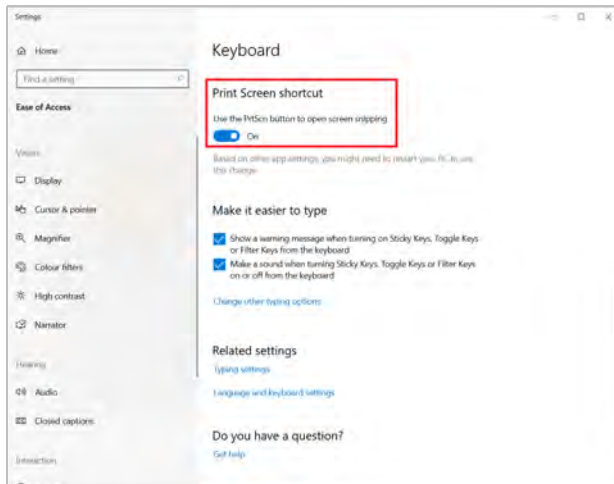 Settings
Home
Find a setting
Ease of Access
Vision
Display
Cursor & pointer
Magnifier
Colour filters
High contrast
Narrator
Hearing
Audio
Closed captions
Interaction
Keyboard
Print Screen shortcut
Use the PrtScn button to open screen snipping
On
Based on other app settings, you might need to restart your PC to see
this change.
Make it easier to type
Show a warning message when turning on Sticky Keys, Toggle Keys
or Filter Keys from the keyboard
Make a sound when turning Sticky Keys, Toggle Keys or Filter Keys
on or off from the keyboard
Change other typing options
Related settings
Typing settings
Language and keyboard settings
Do you have a question?
Get help